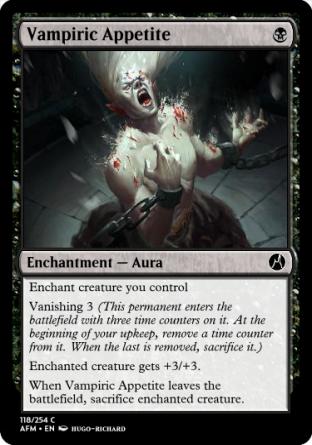 Vampiric Appetite
Enchantment — Aura
Enchant creature you control
Vanishing 3 (This permanent enters the
battlefield with three time counters on it. At the
beginning of your upkeep, remove a time counter
from it. When the last is removed, sacrifice it.)
Enchanted creature gets +3/+3.
When Vampiric Appetite leaves the
battlefield, sacrifice enchanted creature.
118/254 C
AFM • EN HUGO-RICHARD